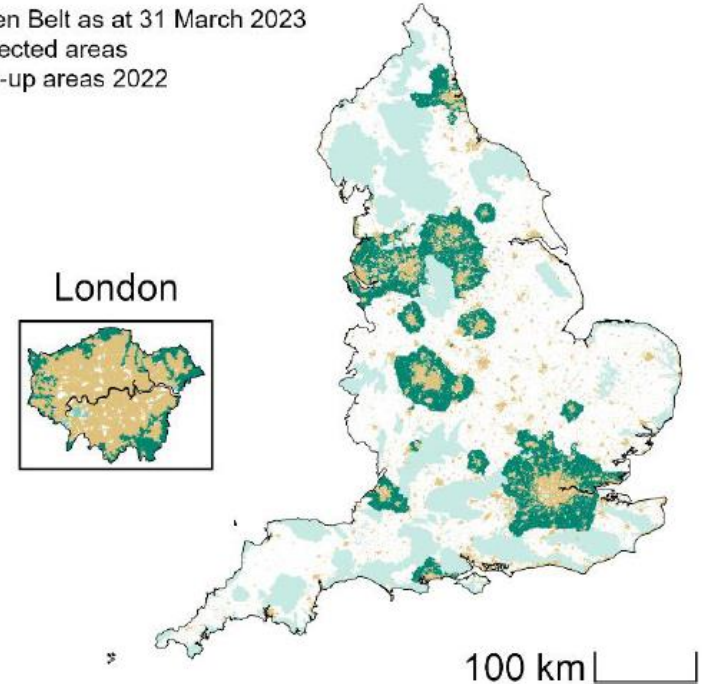 en Belt as at 31 March 2023
ected areas
-up areas 2022
London
100 km